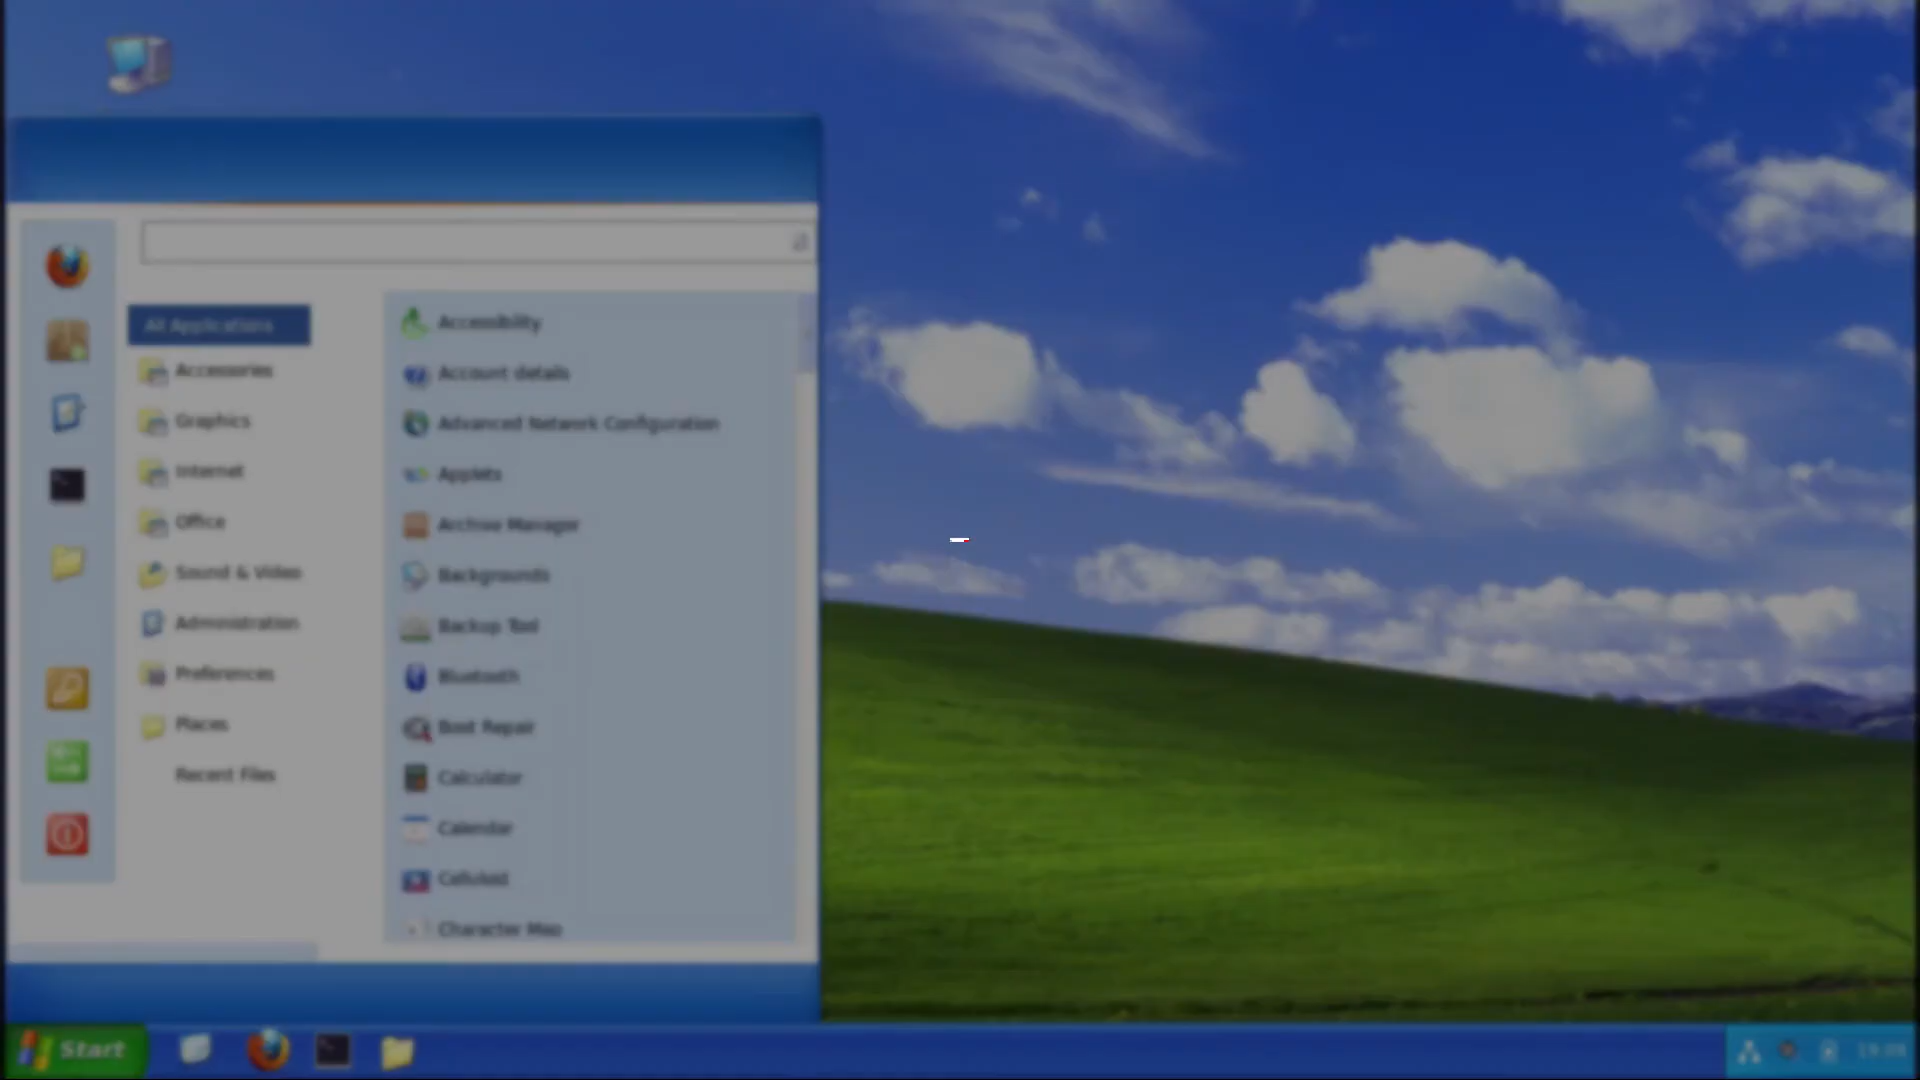 All Applications
Accessories
Graphics
Internet
Office
Sound & Video
Administration
Preferences
Places
Recent Files
Accessibility
Account details
Advanced Network Configuration
Applets
Archive Manager
Backgrounds
Backup Tool
Bluetooth
Boot Repair
Calculator
Calendar
Celluloid
Character Map
Start